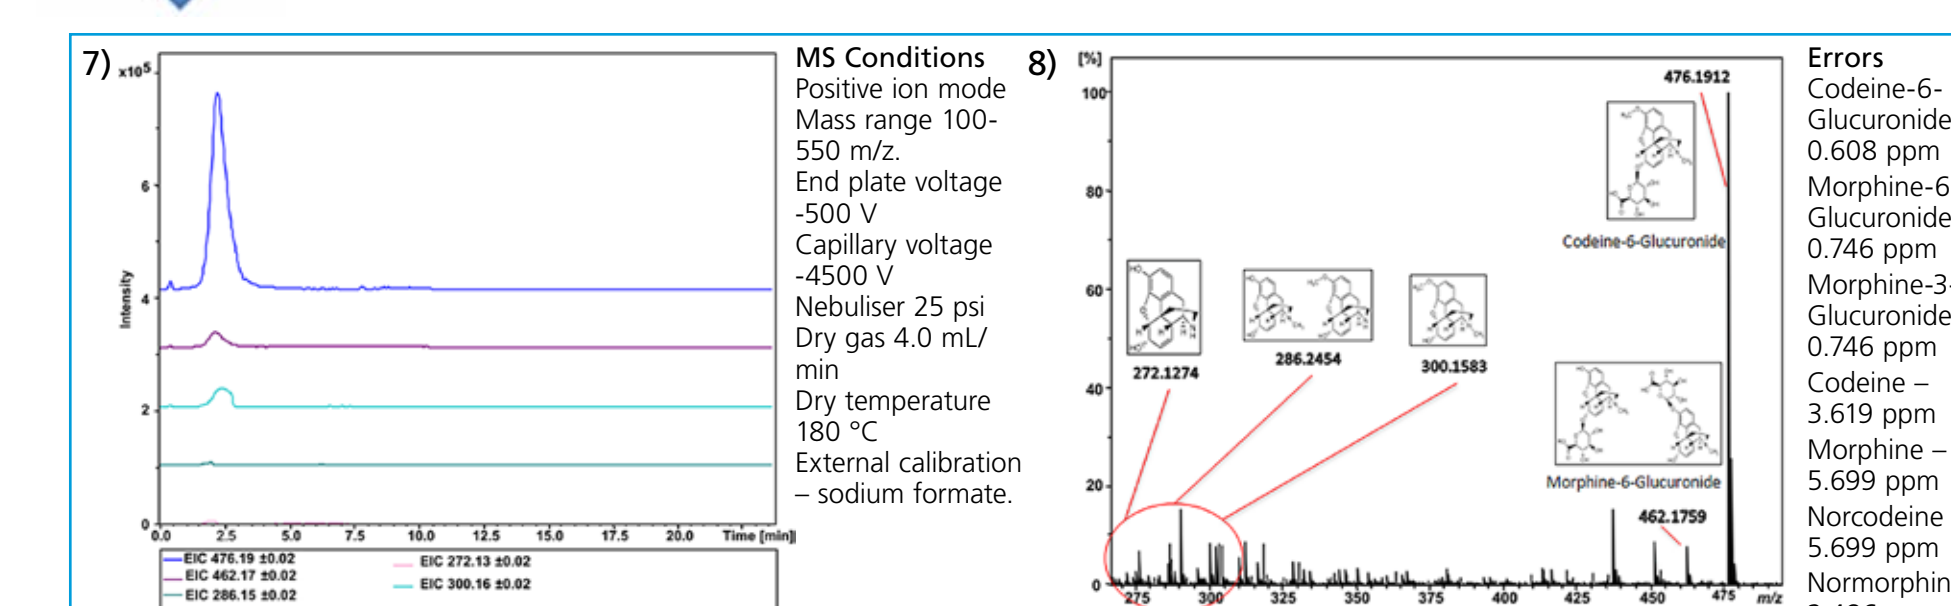 7)
x10⁵
6
4
2
0
Intensity
0.0 2.5 5.0 7.5 10.0 12.5 15.0 17.5 20.0 Time [min]
EIC 476.19 ±0.02
EIC 462.17 ±0.02
EIC 286.15 ±0.02
EIC 272.13 ±0.02
EIC 300.16 ±0.02
MS Conditions
Positive ion mode
Mass range 100-
550 m/z.
End plate voltage
-500 V
Capillary voltage
-4500 V
Nebuliser 25 psi
Dry gas 4.0 mL/
min
Dry temperature
180 °C
External calibration
– sodium formate.
8)
[%]
100
80
60
40
20
0
476.1912
Codeine-6-Glucuronide
272.1274
286.2454
300.1583
Morphine-6-Glucuronide
462.1759
275 300 325 350 375 400 425 450 475 m/z
Errors
Codeine-6-
Glucuronide
0.608 ppm
Morphine-6
Glucuronide
0.746 ppm
Morphine-3-
Glucuronide
0.746 ppm
Codeine –
3.619 ppm
Morphine –
5.699 ppm
Norcodeine
5.699 ppm
Normorphin